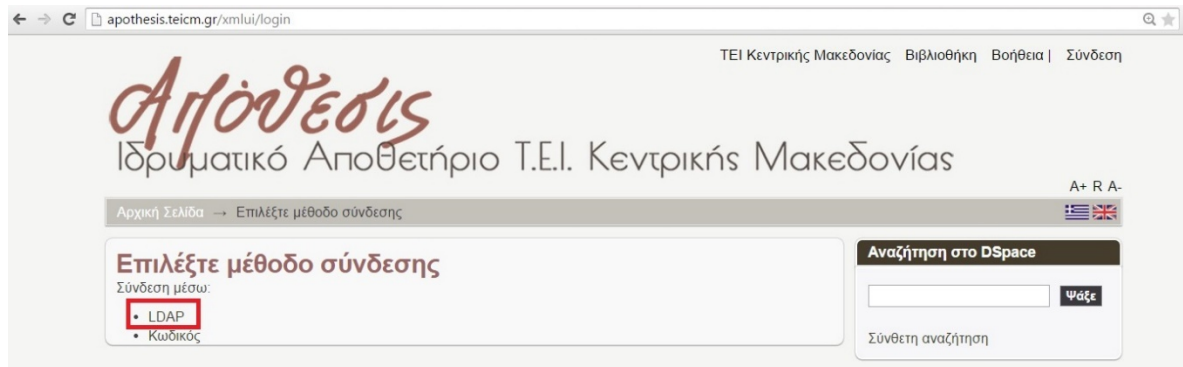 apothesis.teicm.gr/xmlui/login
ΤΕΙ Κεντρικής Μακεδονίας Βιβλιοθήκη Βοήθεια | Σύνδεση
Απόθεσις
Ιδρυματικό Αποθετήριο Τ.Ε.Ι. Κεντρικής Μακεδονίας
A+ R A-
Αρχική Σελίδα → Επιλέξτε μέθοδο σύνδεσης
Επιλέξτε μέθοδο σύνδεσης
Σύνδεση μέσω:
• LDAP
• Κωδικός
Αναζήτηση στο DSpace
Ψάξε
Σύνθετη αναζήτηση